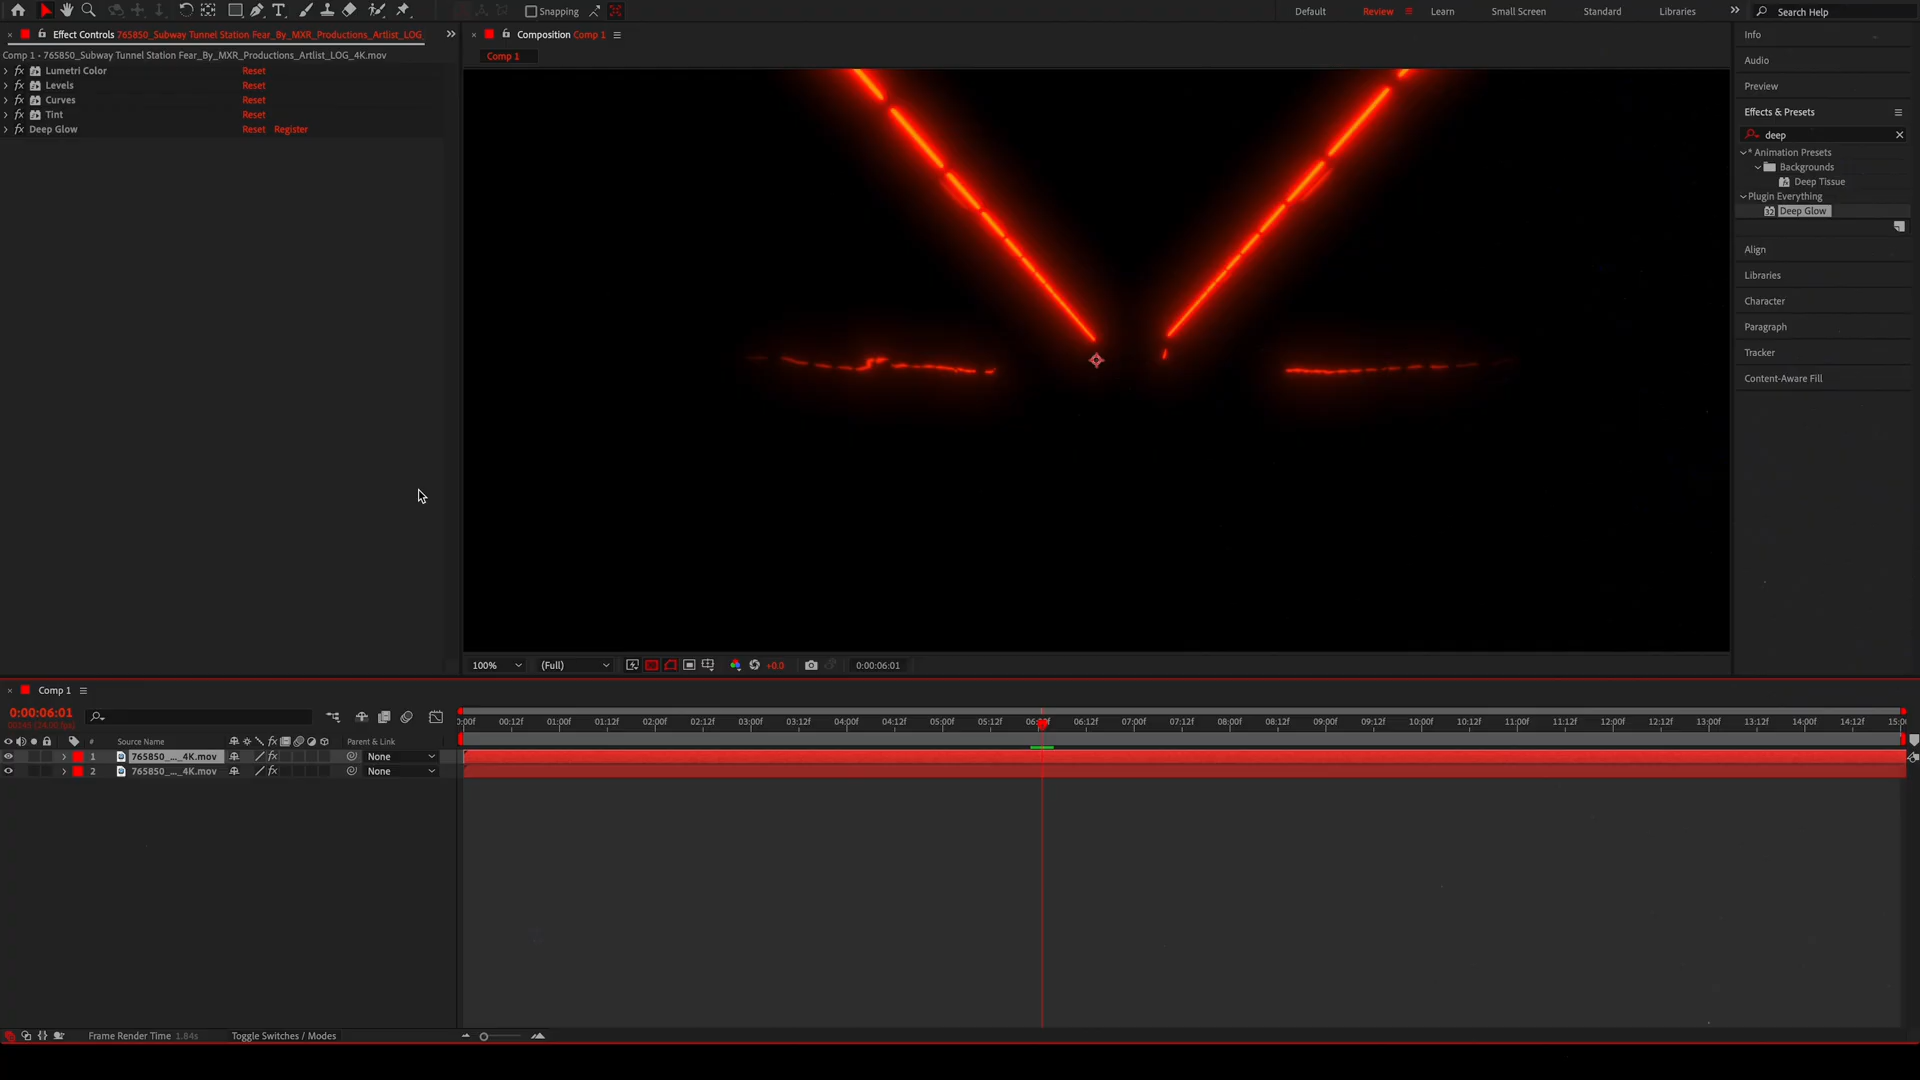 Snapping
Default
Review
Learn
Small Screen
Standard
Libraries
Search Help
Effect Controls 765850_Subway Tunnel Station Fear_By_MXR_Productions_Artlist_LOG
Comp 1 • 765850_Subway Tunnel Station Fear_By_MXR_Productions_Artlist_LOG_4K.mov
fx Lumetri Color Reset
fx Levels Reset
fx Curves Reset
fx Tint Reset
fx Deep Glow Reset Register
Composition Comp 1
Comp 1
100%
(Full)
+0.0
0:00:06:01
Info
Audio
Preview
Effects & Presets
deep
* Animation Presets
Backgrounds
Deep Tissue
Plugin Everything
Deep Glow
Align
Libraries
Character
Paragraph
Tracker
Content-Aware Fill
Comp 1
0:00:06:01
# Source Name
Parent & Link
1 765850_..._4K.mov None
2 765850_..._4K.mov None
00:12f 01:00f 01:12f 02:00f 02:12f 03:00f 03:12f 04:00f 04:12f 05:00f 05:12f 06:12f 07:00f 07:12f 08:00f 08:12f 09:00f 09:12f 10:00f 10:12f 11:00f 11:12f 12:00f 12:12f 13:00f 13:12f 14:00f 14:12f
Frame Render Time 1.84s
Toggle Switches / Modes